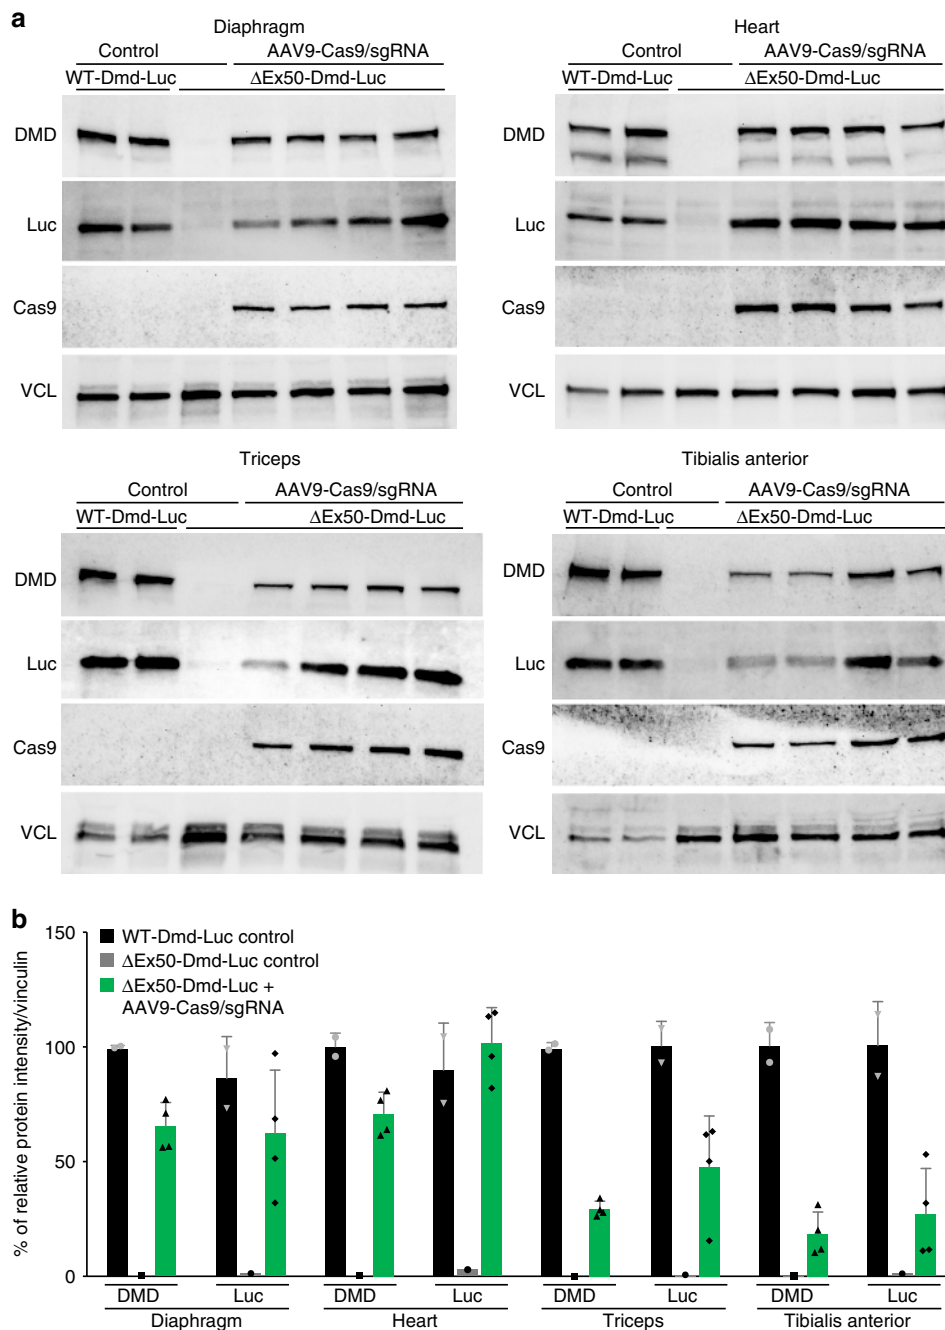 a
Diaphragm
Control AAV9-Cas9/sgRNA
WT-Dmd-Luc ΔEx50-Dmd-Luc
DMD
Luc
Cas9
VCL
Heart
Control AAV9-Cas9/sgRNA
WT-Dmd-Luc ΔEx50-Dmd-Luc
DMD
Luc
Cas9
VCL
Triceps
Control AAV9-Cas9/sgRNA
WT-Dmd-Luc ΔEx50-Dmd-Luc
DMD
Luc
Cas9
VCL
Tibialis anterior
Control AAV9-Cas9/sgRNA
WT-Dmd-Luc ΔEx50-Dmd-Luc
DMD
Luc
Cas9
VCL
b
% of relative protein intensity/vinculin
150
100
50
0
WT-Dmd-Luc control
ΔEx50-Dmd-Luc control
ΔEx50-Dmd-Luc +
AAV9-Cas9/sgRNA
DMD Luc DMD Luc DMD Luc DMD Luc
Diaphragm Heart Triceps Tibialis anterior